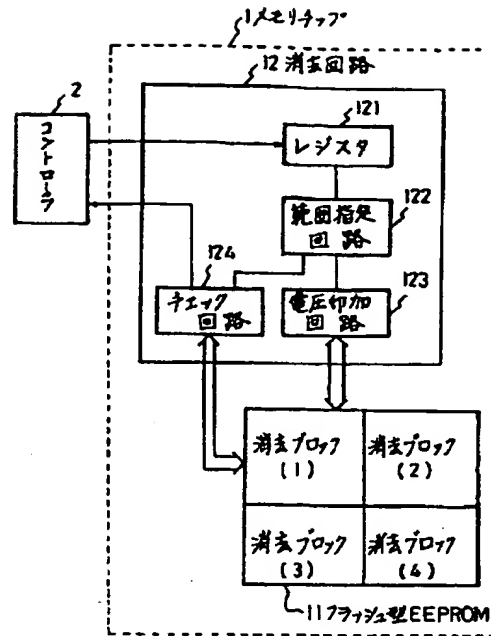 1メモリチップ
12 消去回路
2
コントローラ
121
レジスタ
122
範囲指定
回路
124
チェック
回路
123
電圧印加
回路
消去ブロック
(1)
消去ブロック
(2)
消去ブロック
(3)
消去ブロック
(4)
11フラッシュ型EEPROM